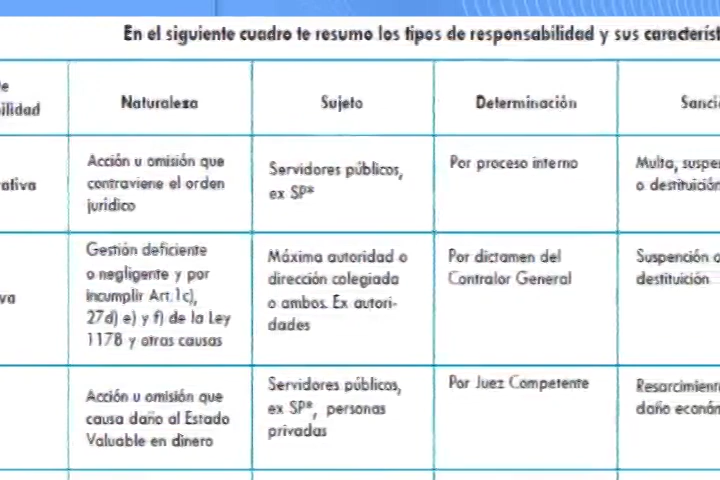 En el siguiente cuadro te resumo los tipos de responsabilidad y sus característ
Naturaleza
Sujeto
Determinación
Acción u omisión que
contraviene el orden
jurídico
Servidores públicos,
ex SP*
Por proceso interno
Multa, suspe
o destitución
Gestión deficiente
o negligente y por
incumplir Art.1c),
27d) e) y f) de la Ley
1178 y otras causas
Máxima autoridad o
dirección colegiada
o ambos. Ex autori-
dades
Por dictamen del
Contralor General
Suspención o
destitución
Acción u omisión que
causa daño al Estado
Valuable en dinero
Servidores públicos,
ex SP*, personas
privadas
Por Juez Competente
Resarcimien
daño econó